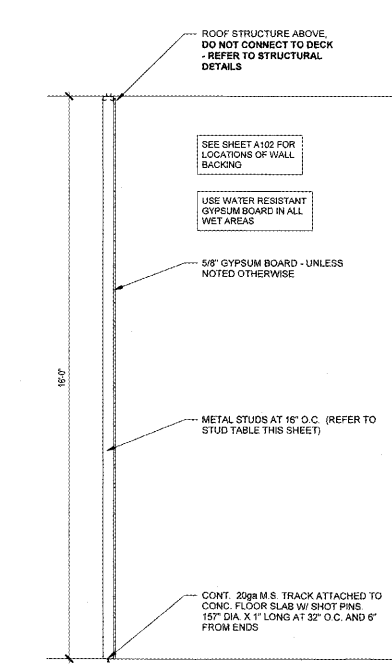 ROOF STRUCTURE ABOVE,
DO NOT CONNECT TO DECK
- REFER TO STRUCTURAL
DETAILS
SEE SHEET A102 FOR
LOCATIONS OF WALL
BACKING
USE WATER RESISTANT
GYPSUM BOARD IN ALL
WET AREAS
5/8" GYPSUM BOARD - UNLESS
NOTED OTHERWISE
16'-0"
METAL STUDS AT 16" O.C. (REFER TO
STUD TABLE THIS SHEET)
CONT. 20ga M.S. TRACK ATTACHED TO
CONC. FLOOR SLAB W/ SHOT PINS
.157" DIA. X 1" LONG AT 32" O.C. AND 6"
FROM ENDS